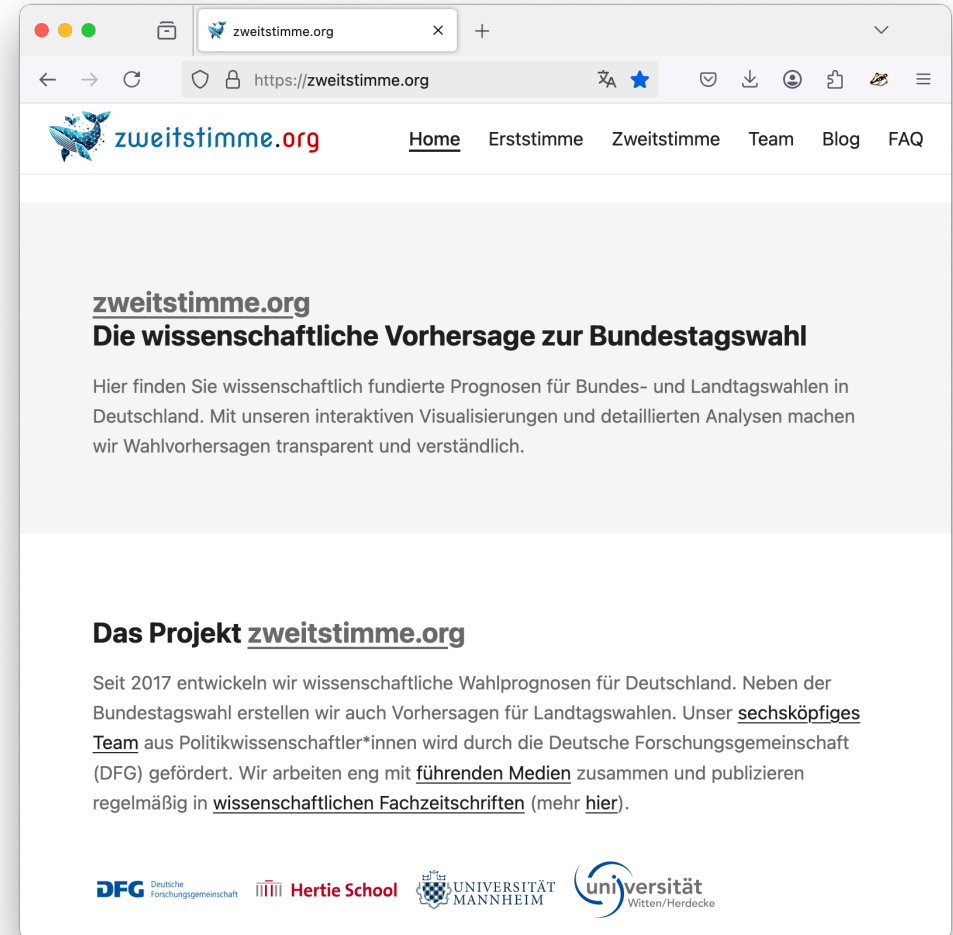 zweitstimme.org
https://zweitstimme.org
zweitstimme.org
Home Erststimme Zweitstimme Team Blog FAQ
zweitstimme.org
Die wissenschaftliche Vorhersage zur Bundestagswahl
Hier finden Sie wissenschaftlich fundierte Prognosen für Bundes- und Landtagswahlen in
Deutschland. Mit unseren interaktiven Visualisierungen und detaillierten Analysen machen
wir Wahlvorhersagen transparent und verständlich.
Das Projekt zweitstimme.org
Seit 2017 entwickeln wir wissenschaftliche Wahlprognosen für Deutschland. Neben der
Bundestagswahl erstellen wir auch Vorhersagen für Landtagswahlen. Unser sechsköpfiges
Team aus Politikwissenschaftler*innen wird durch die Deutsche Forschungsgemeinschaft
(DFG) gefördert. Wir arbeiten eng mit führenden Medien zusammen und publizieren
regelmäßig in wissenschaftlichen Fachzeitschriften (mehr hier).
DFG Deutsche
Forschungsgemeinschaft
Hertie School
UNIVERSITÄT
MANNHEIM
universität
Witten/Herdecke